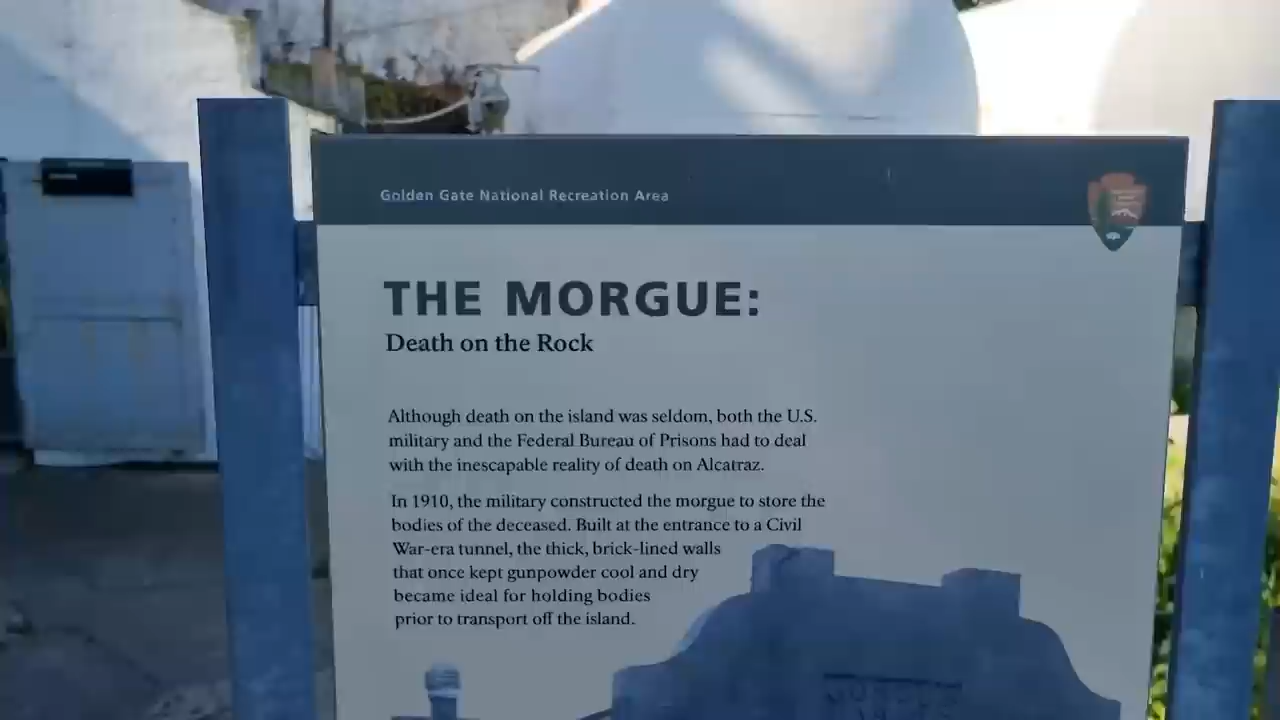 Golden Gate National Recreation Area
THE MORGUE:
Death on the Rock
Although death on the island was seldom, both the U.S.
military and the Federal Bureau of Prisons had to deal
with the inescapable reality of death on Alcatraz.
In 1910, the military constructed the morgue to store the
bodies of the deceased. Built at the entrance to a Civil
War-era tunnel, the thick, brick-lined walls
that once kept gunpowder cool and dry
became ideal for holding bodies
prior to transport off the island.